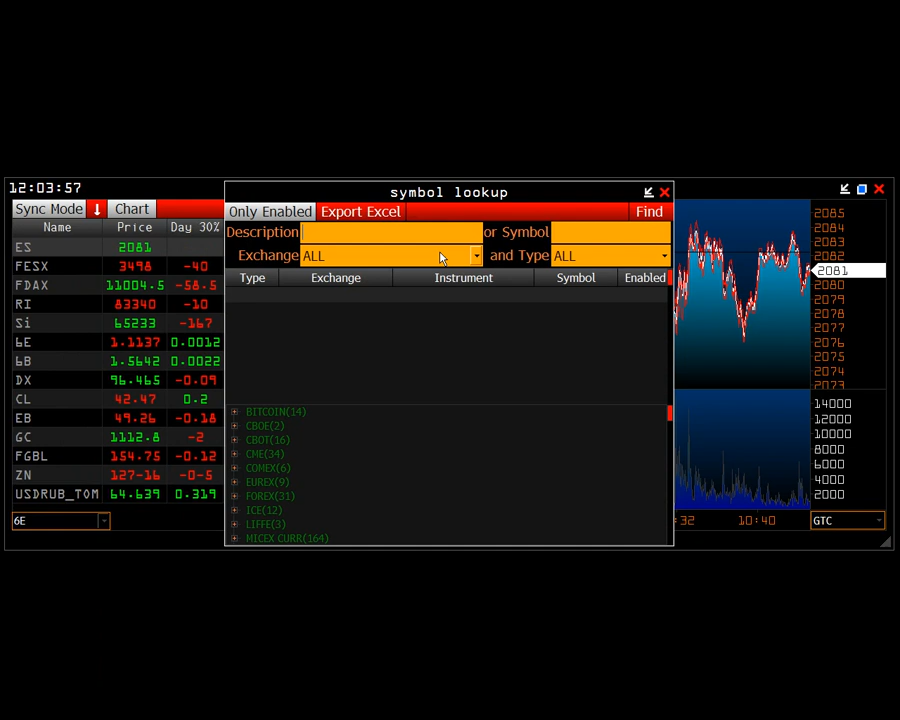 12:03:57
Sync Mode ↓ Chart
Name Price Day 30%
ES 2081
FESX 3498 -40
FDAX 11004.5 -58.5
RI 83340 -10
Si 65233 -167
6E 1.1137 0.0012
6B 1.5642 0.0022
DX 96.465 -0.09
CL 42.47 0.2
EB 49.26 -0.18
GC 1112.8 -2
FGBL 154.75 -0.12
ZN 127-16 -0-5
USDRUB_TOM 64.639 0.319
6E
symbol lookup
Only Enabled Export Excel Find
Description or Symbol
Exchange ALL and Type ALL
Type Exchange Instrument Symbol Enabled
BITCOIN(14)
CBOE(2)
CBOT(16)
CME(34)
COMEX(6)
EUREX(9)
FOREX(31)
ICE(12)
LIFFE(3)
MICEX CURR(164)
2085
2084
2083
2082
2081
2080
2079
2078
2077
2076
2075
2074
2073
14000
12000
10000
8000
6000
4000
2000
:32 10:40
GTC